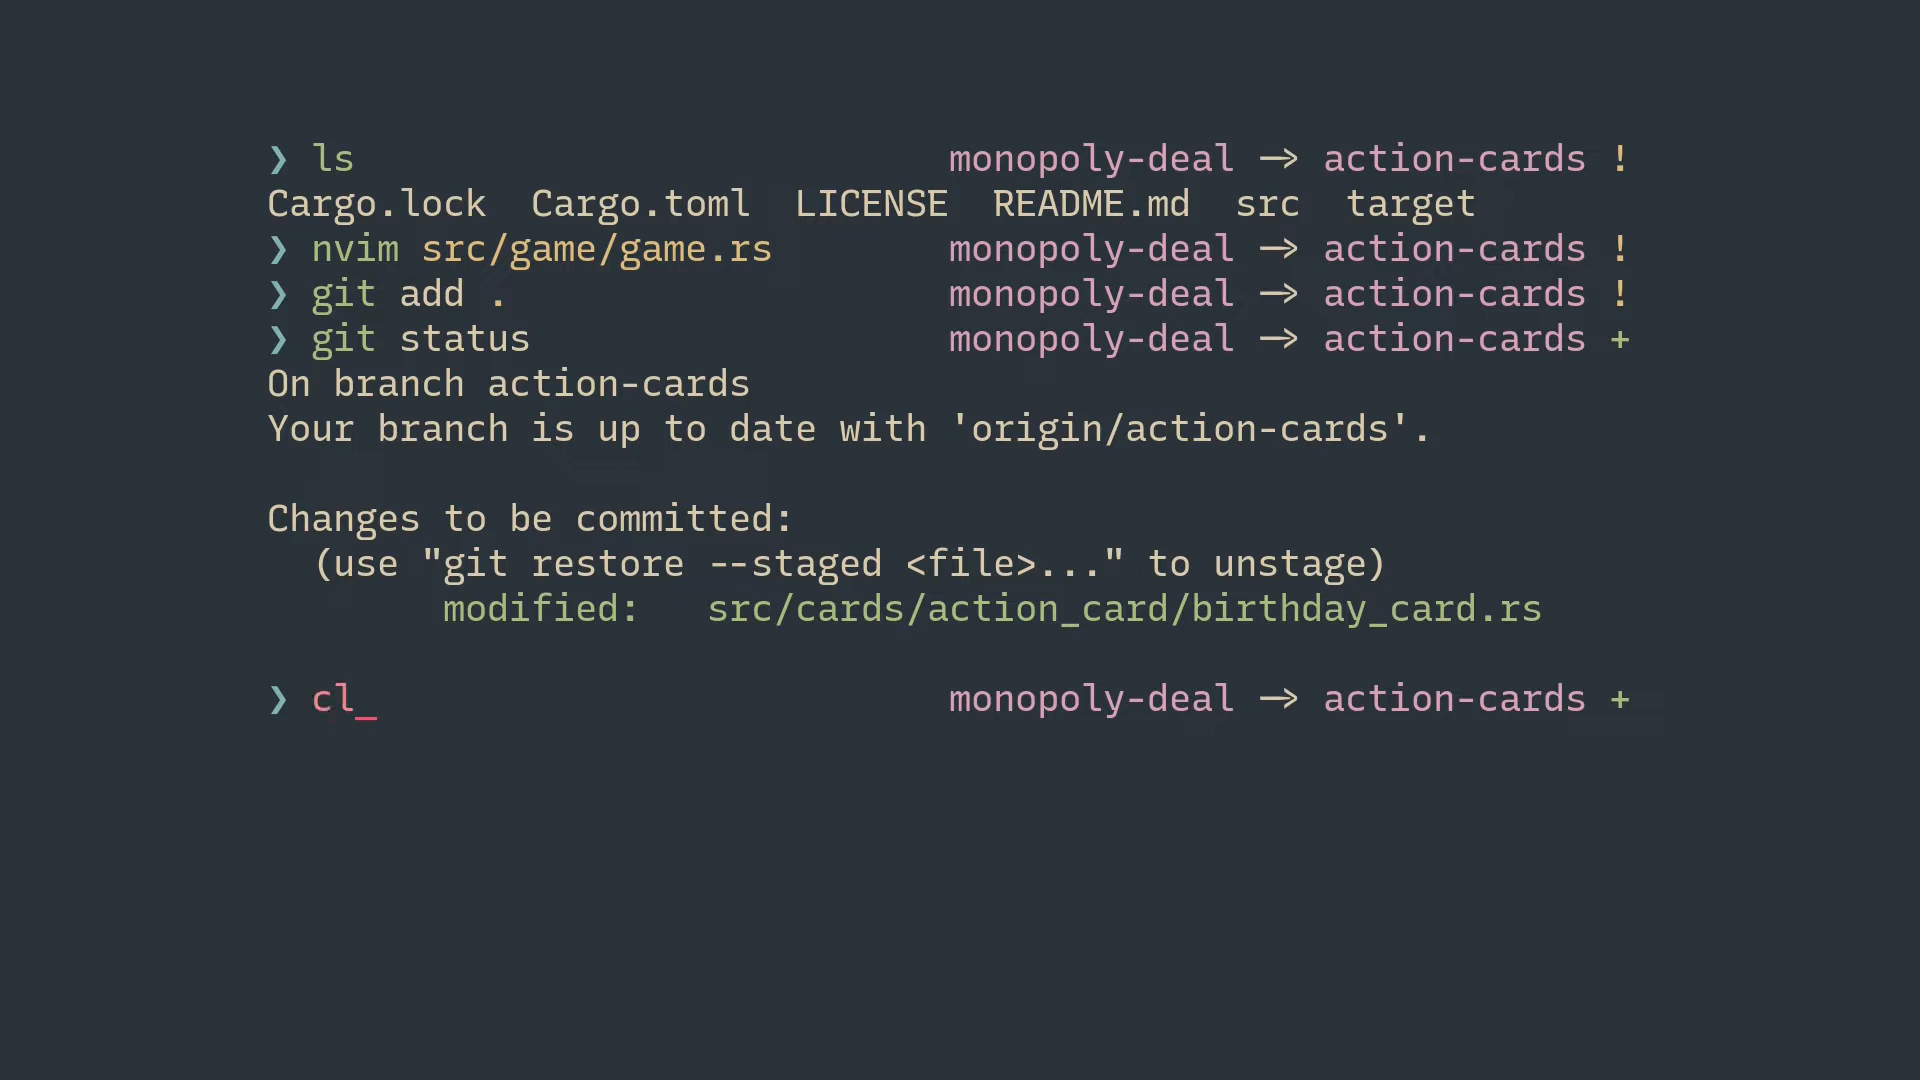 ❯ ls monopoly-deal —> action-cards !
Cargo.lock Cargo.toml LICENSE README.md src target
❯ nvim src/game/game.rs monopoly-deal —> action-cards !
❯ git add . monopoly-deal —> action-cards !
❯ git status monopoly-deal —> action-cards +
On branch action-cards
Your branch is up to date with 'origin/action-cards'.
Changes to be committed:
(use "git restore --staged <file>..." to unstage)
modified: src/cards/action_card/birthday_card.rs
❯ cl_ monopoly-deal —> action-cards +